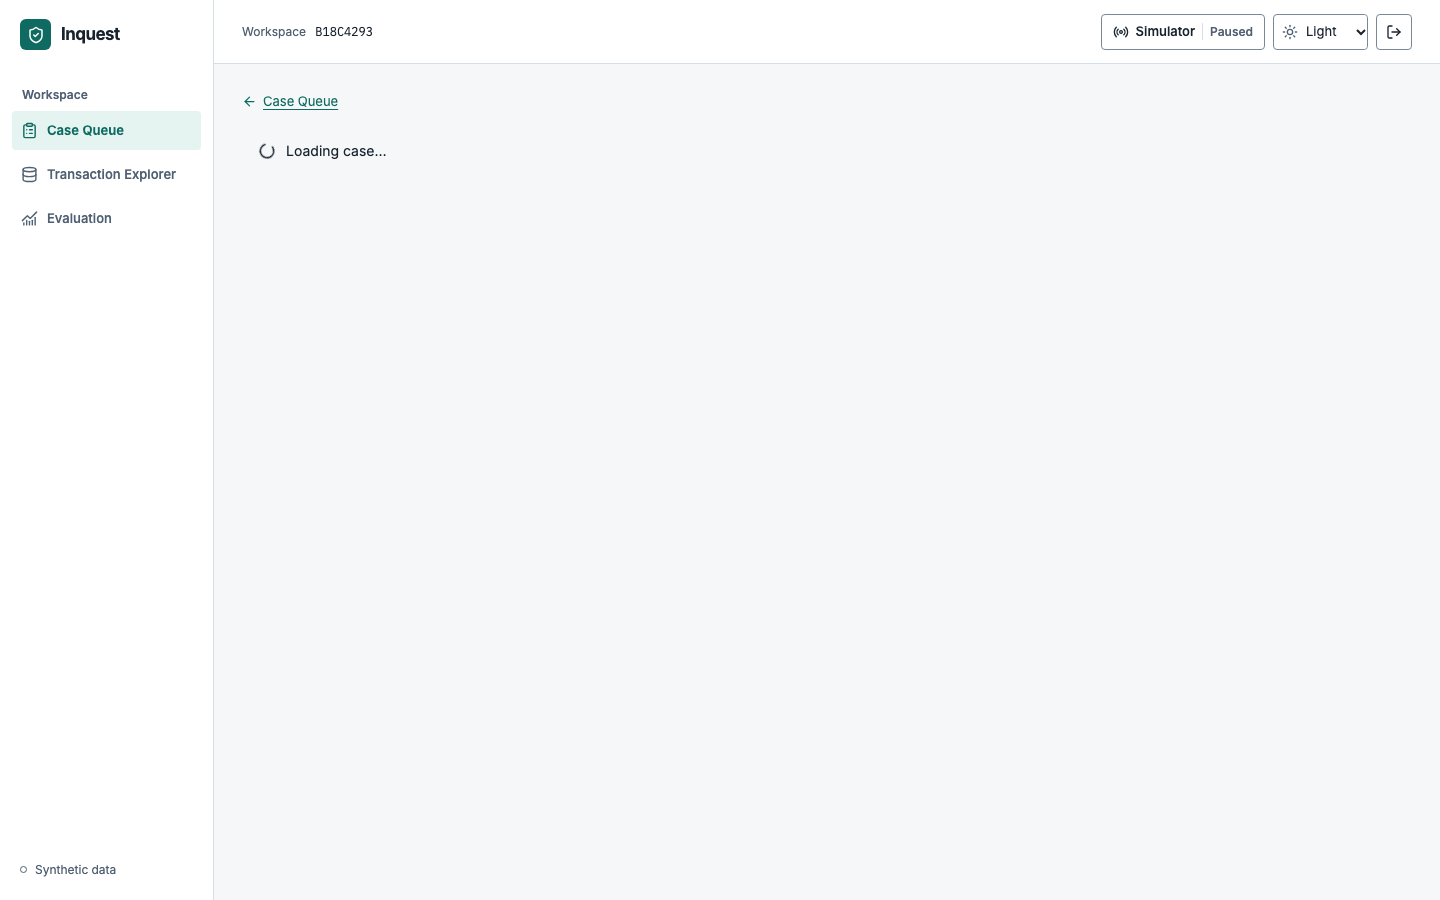 Inquest
Workspace
Case Queue
Transaction Explorer
Evaluation
Synthetic data
Workspace B18C4293
Simulator Paused
Light
Case Queue
Loading case...